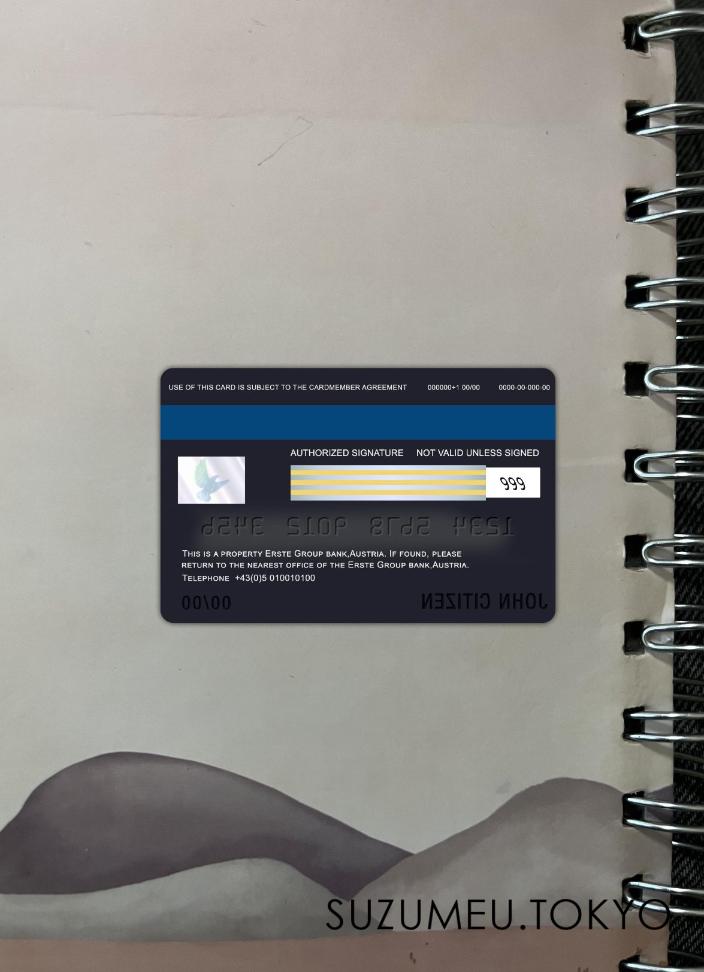 USE OF THIS CARD IS SUBJECT TO THE CARDMEMBER AGREEMENT 000000+1 00/00 0000-00-000-00
AUTHORIZED SIGNATURE NOT VALID UNLESS SIGNED
999
1234 5678 9012 3456
THIS IS A PROPERTY ERSTE GROUP BANK,AUSTRIA. IF FOUND, PLEASE
RETURN TO THE NEAREST OFFICE OF THE ERSTE GROUP BANK,AUSTRIA.
TELEPHONE +43(0)5 010010100
00/00 JOHN CITIZEN
SUZUMEU.TOKYO